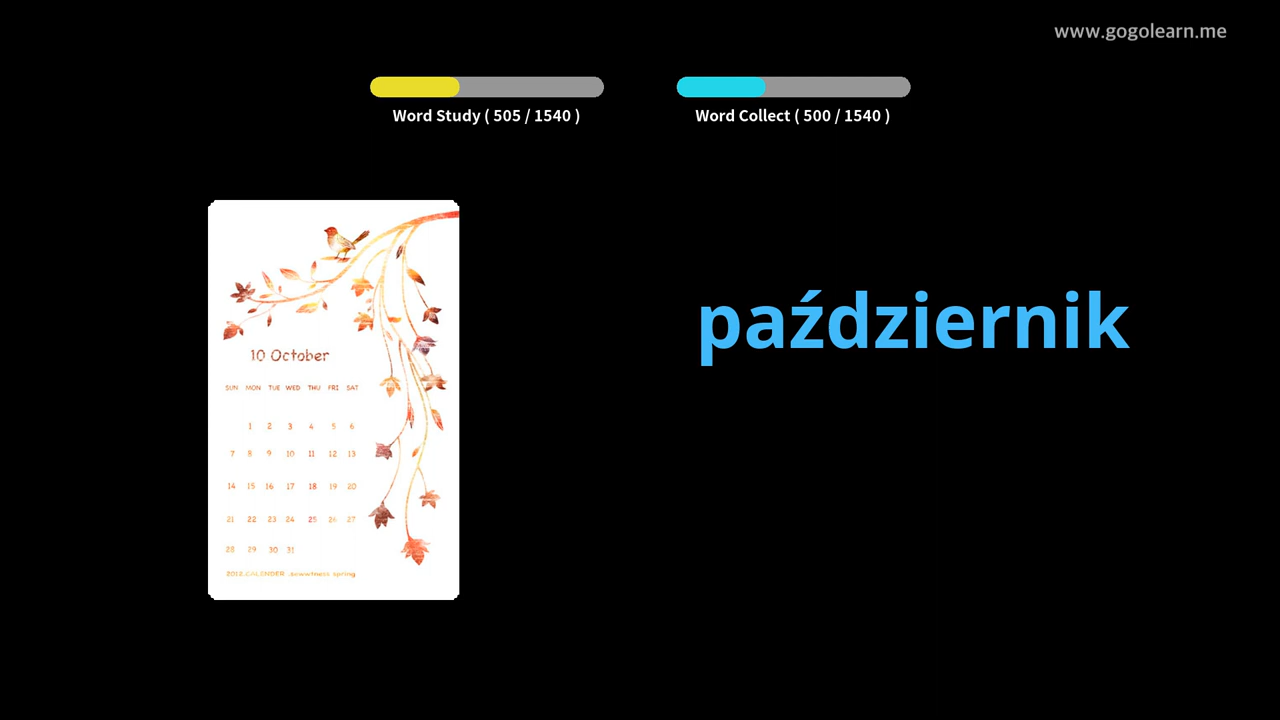 www.gogolearn.me
Word Study ( 505 / 1540 )
Word Collect ( 500 / 1540 )
październik
10 October
SUN MON TUE WED THU FRI SAT
1 2 3 4 5 6
7 8 9 10 11 12 13
14 15 16 17 18 19 20
21 22 23 24 25 26 27
28 29 30 31
2012.CALENDER spring